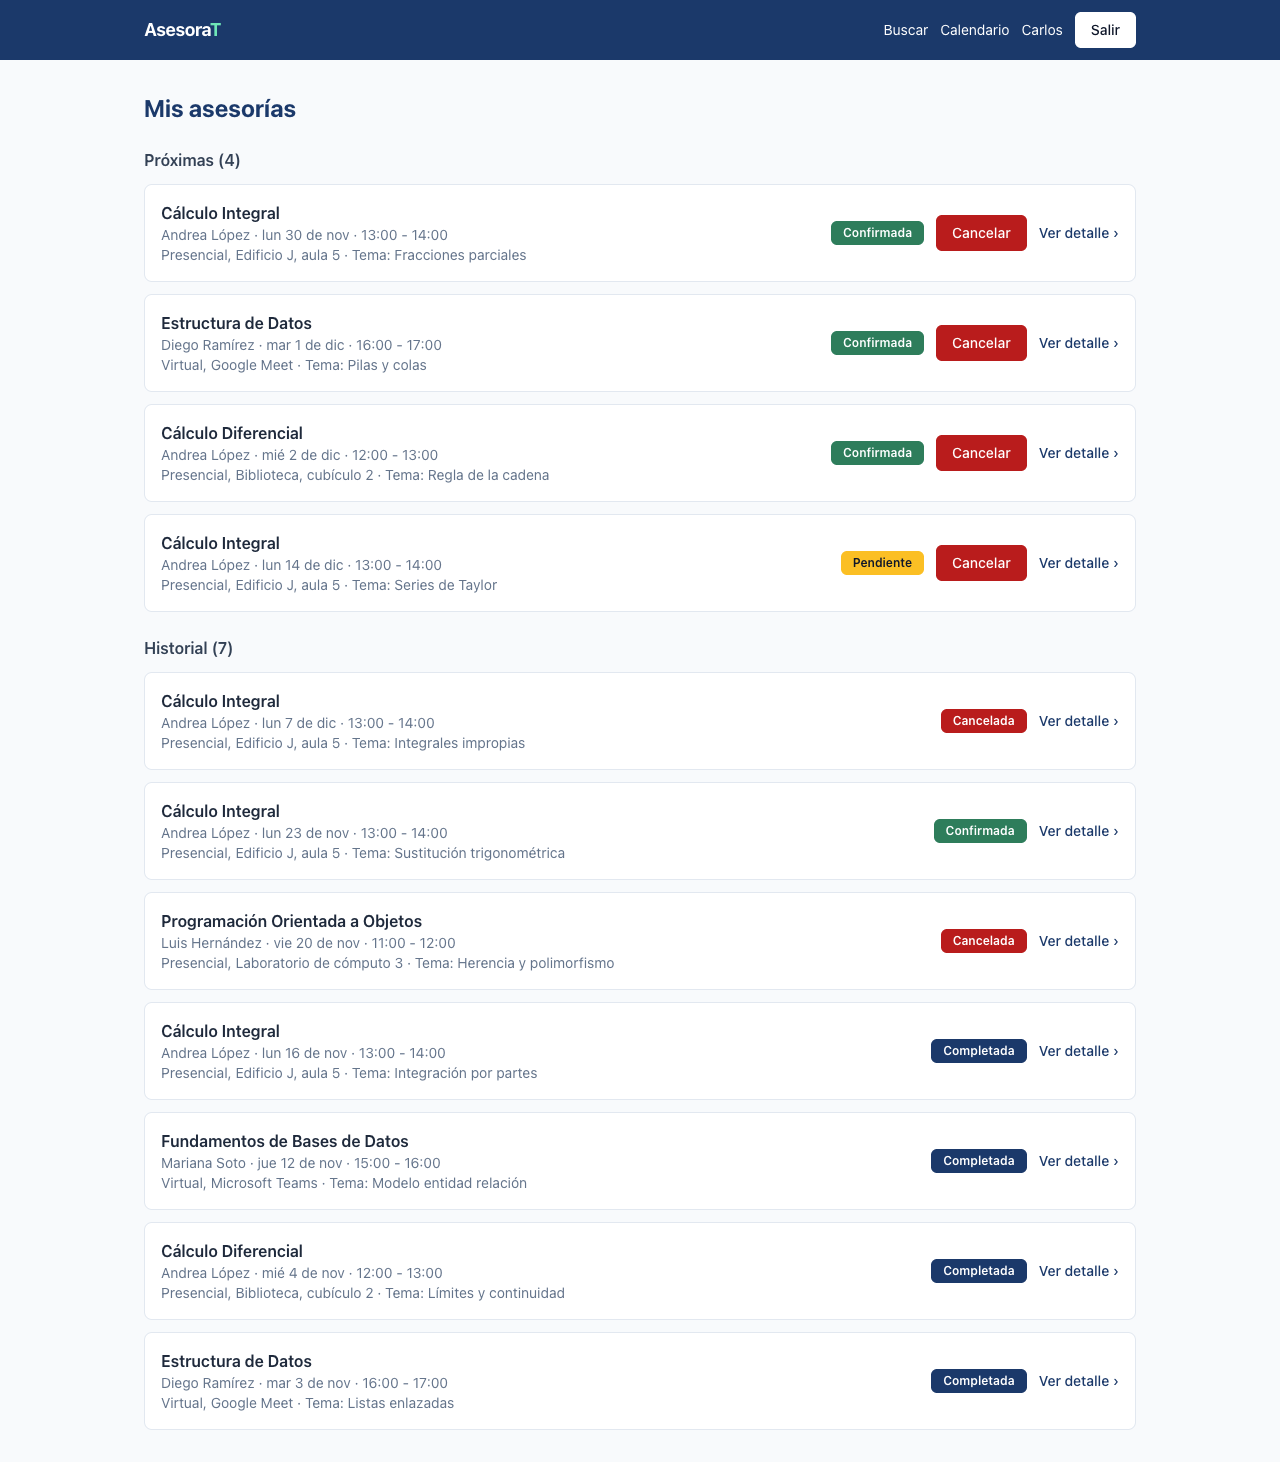 AsesoraT
Buscar Calendario Carlos Salir
Mis asesorías
Próximas (4)
Cálculo Integral
Andrea López · lun 30 de nov · 13:00 - 14:00
Presencial, Edificio J, aula 5 · Tema: Fracciones parciales
Confirmada Cancelar Ver detalle ›
Estructura de Datos
Diego Ramírez · mar 1 de dic · 16:00 - 17:00
Virtual, Google Meet · Tema: Pilas y colas
Confirmada Cancelar Ver detalle ›
Cálculo Diferencial
Andrea López · mié 2 de dic · 12:00 - 13:00
Presencial, Biblioteca, cubículo 2 · Tema: Regla de la cadena
Confirmada Cancelar Ver detalle ›
Cálculo Integral
Andrea López · lun 14 de dic · 13:00 - 14:00
Presencial, Edificio J, aula 5 · Tema: Series de Taylor
Pendiente Cancelar Ver detalle ›
Historial (7)
Cálculo Integral
Andrea López · lun 7 de dic · 13:00 - 14:00
Presencial, Edificio J, aula 5 · Tema: Integrales impropias
Cancelada Ver detalle ›
Cálculo Integral
Andrea López · lun 23 de nov · 13:00 - 14:00
Presencial, Edificio J, aula 5 · Tema: Sustitución trigonométrica
Confirmada Ver detalle ›
Programación Orientada a Objetos
Luis Hernández · vie 20 de nov · 11:00 - 12:00
Presencial, Laboratorio de cómputo 3 · Tema: Herencia y polimorfismo
Cancelada Ver detalle ›
Cálculo Integral
Andrea López · lun 16 de nov · 13:00 - 14:00
Presencial, Edificio J, aula 5 · Tema: Integración por partes
Completada Ver detalle ›
Fundamentos de Bases de Datos
Mariana Soto · jue 12 de nov · 15:00 - 16:00
Virtual, Microsoft Teams · Tema: Modelo entidad relación
Completada Ver detalle ›
Cálculo Diferencial
Andrea López · mié 4 de nov · 12:00 - 13:00
Presencial, Biblioteca, cubículo 2 · Tema: Límites y continuidad
Completada Ver detalle ›
Estructura de Datos
Diego Ramírez · mar 3 de nov · 16:00 - 17:00
Virtual, Google Meet · Tema: Listas enlazadas
Completada Ver detalle ›